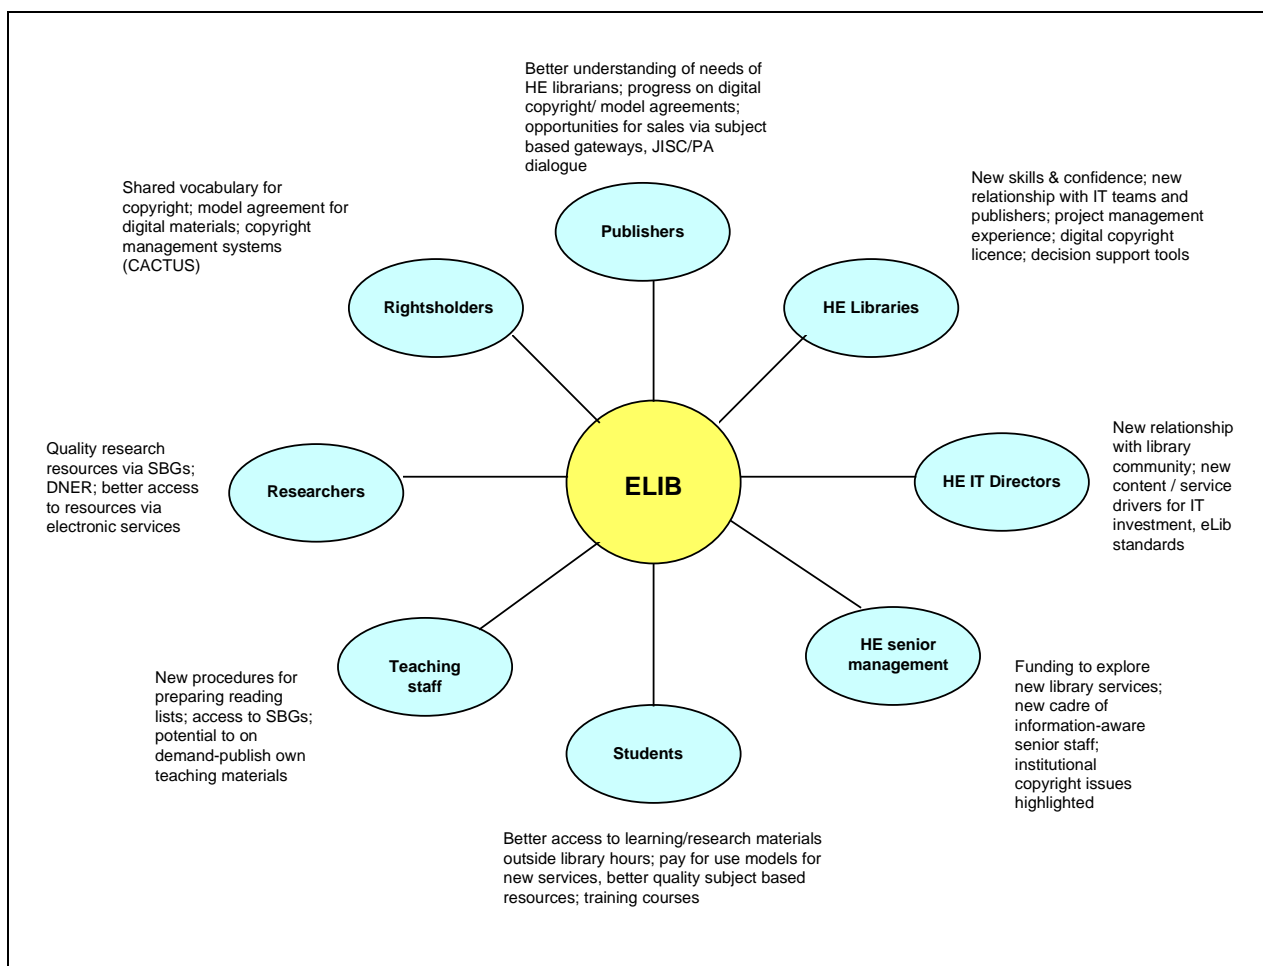 Better understanding of needs of
HE librarians; progress on digital
copyright/ model agreements;
opportunities for sales via subject
based gateways, JISC/PA
dialogue
Publishers
Shared vocabulary for
copyright; model agreement for
digital materials; copyright
management systems
(CACTUS)
Rightsholders
New skills & confidence; new
relationship with IT teams and
publishers; project management
experience; digital copyright
licence; decision support tools
HE Libraries
Quality research
resources via SBGs;
DNER; better access
to resources via
electronic services
Researchers
ELIB
HE IT Directors
New relationship
with library
community; new
content / service
drivers for IT
investment, eLib
standards
New procedures for
preparing reading
lists; access to SBGs;
potential to on
demand-publish own
teaching materials
Teaching
staff
HE senior
management
Funding to explore
new library services;
new cadre of
information-aware
senior staff;
institutional
copyright issues
highlighted
Students
Better access to learning/research materials
outside library hours; pay for use models for
new services, better quality subject based
resources; training courses